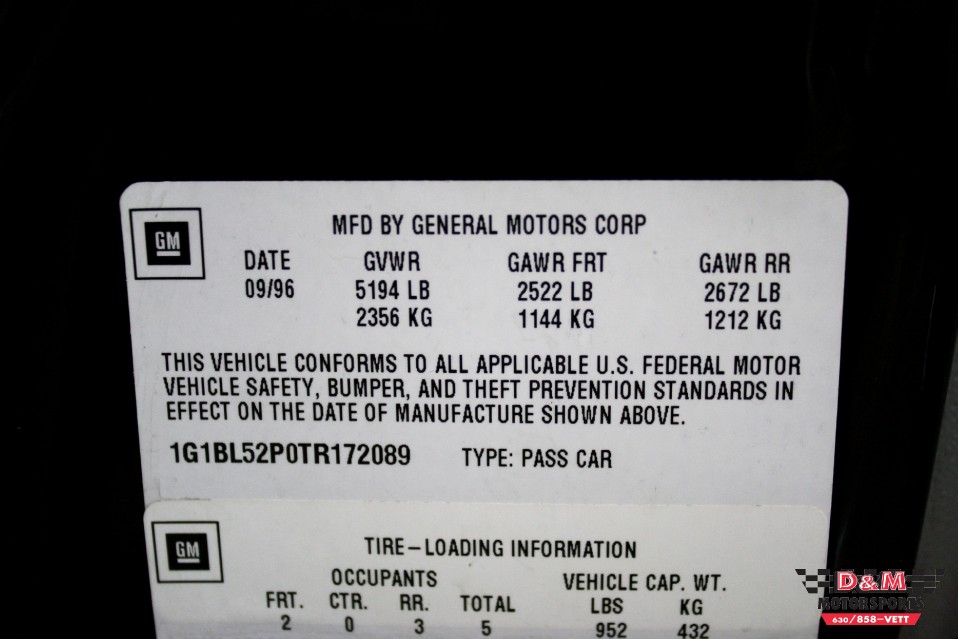 GM
MFD BY GENERAL MOTORS CORP
DATE GVWR GAWR FRT GAWR RR
09/96 5194 LB 2522 LB 2672 LB
2356 KG 1144 KG 1212 KG
THIS VEHICLE CONFORMS TO ALL APPLICABLE U.S. FEDERAL MOTOR
VEHICLE SAFETY, BUMPER, AND THEFT PREVENTION STANDARDS IN
EFFECT ON THE DATE OF MANUFACTURE SHOWN ABOVE.
1G1BL52P0TR172089 TYPE: PASS CAR
GM
TIRE-LOADING INFORMATION
OCCUPANTS VEHICLE CAP. WT.
FRT. CTR. RR. TOTAL LBS KG
2 0 3 5 952 432
D&M
MOTORSPORTS
630/858-VETT